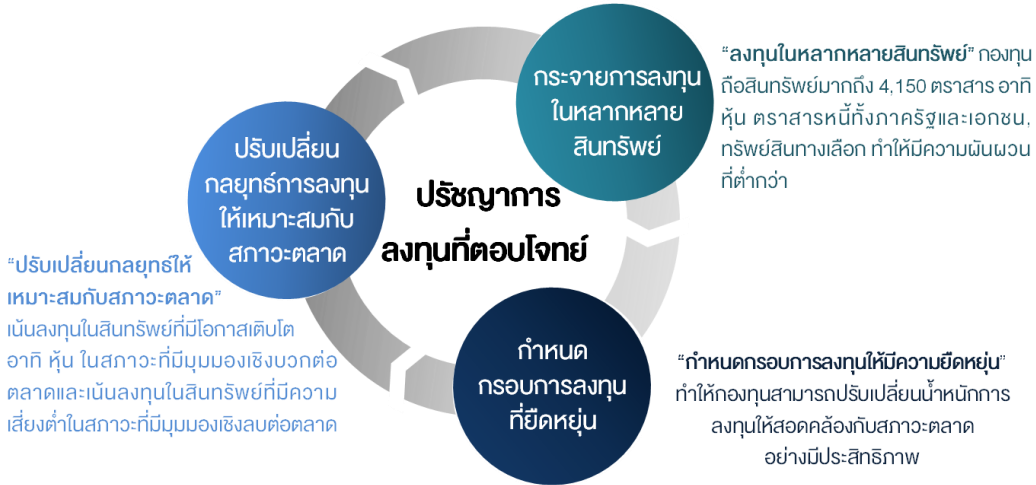 กระจายการลงทุน
ในหลากหลาย
สินทรัพย์
“ลงทุนในหลากหลายสินทรัพย์” กองทุน
ถือสินทรัพย์มากถึง 4,150 ตราสาร อาทิ
หุ้น ตราสารหนี้ทั้งภาครัฐและเอกชน,
ทรัพย์สินทางเลือก ทำให้มีความผันผวน
ที่ต่ำกว่า
ปรับเปลี่ยน
กลยุทธ์การลงทุน
ให้เหมาะสมกับ
สภาวะตลาด
ปรัชญาการ
ลงทุนที่ตอบโจทย์
“ปรับเปลี่ยนกลยุทธ์ให้
เหมาะสมกับสภาวะตลาด”
เน้นลงทุนในสินทรัพย์ที่มีโอกาสเติบโต
อาทิ หุ้น ในสภาวะที่มีมุมมองเชิงบวกต่อ
ตลาดและเน้นลงทุนในสินทรัพย์ที่มีความ
เสี่ยงต่ำในสภาวะที่มีมุมมองเชิงลบต่อตลาด
กำหนด
กรอบการลงทุน
ที่ยืดหยุ่น
“กำหนดกรอบการลงทุนให้มีความยืดหยุ่น”
ทำให้กองทุนสามารถปรับเปลี่ยนน้ำหนักการ
ลงทุนให้สอดคล้องกับสภาวะตลาด
อย่างมีประสิทธิภาพ